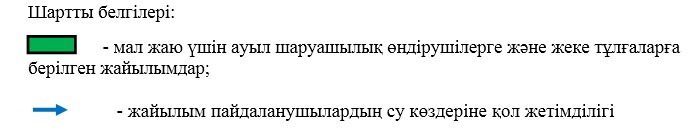 Шартты белгілері:
- мал жаю үшін ауыл шаруашылық өндірушілерге және жеке тұлғаларға
берілген жайылымдар;
- жайылым пайдаланушылардың су көздеріне қол жетімділігі